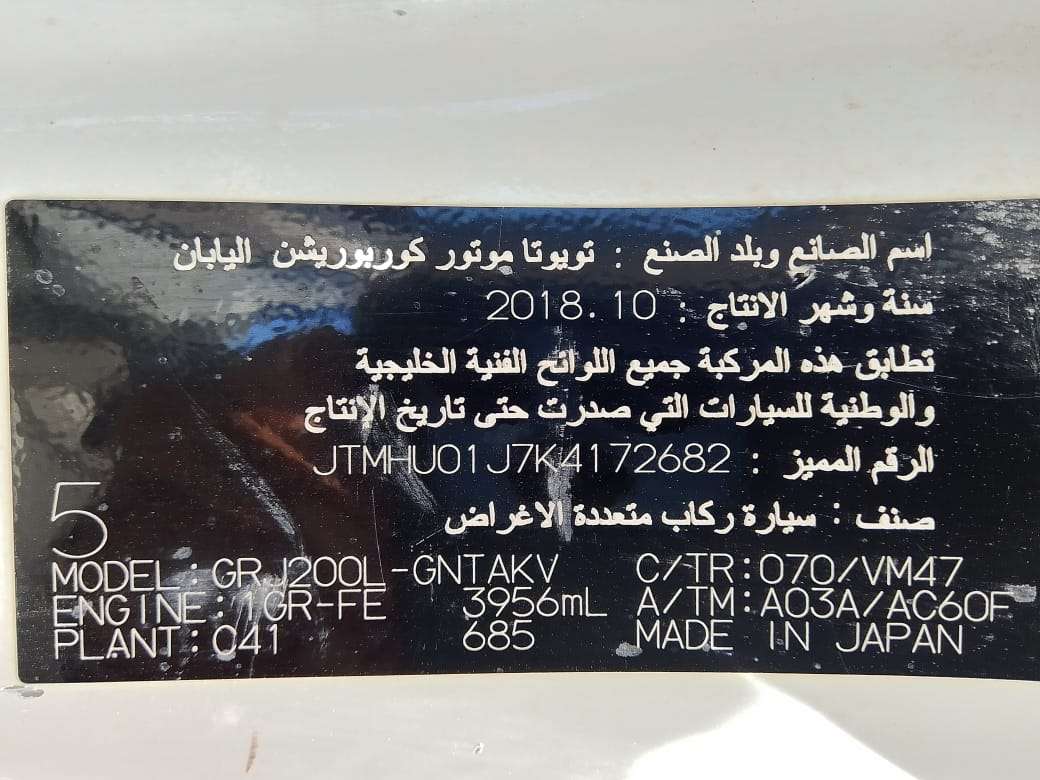 اسم الصانع وبلد الصنع : تويوتا موتور كوربوريشن اليابان
سنة وشهر الانتاج : 2018.10
تطابق هذه المركبة جميع اللوائح الفنية الخليجية
والوطنية للسيارات التي صدرت حتى تاريخ الإنتاج
الرقم المميز : JTMHU01J7K4172682
صنف : سيارة ركاب متعددة الاغراض
5
MODEL : GRJ200L-GNTAKV C/TR: 070/VM47
ENGINE: 1GR-FE 3956mL A/TM: A03A/AC60F
PLANT: 041 685 MADE IN JAPAN